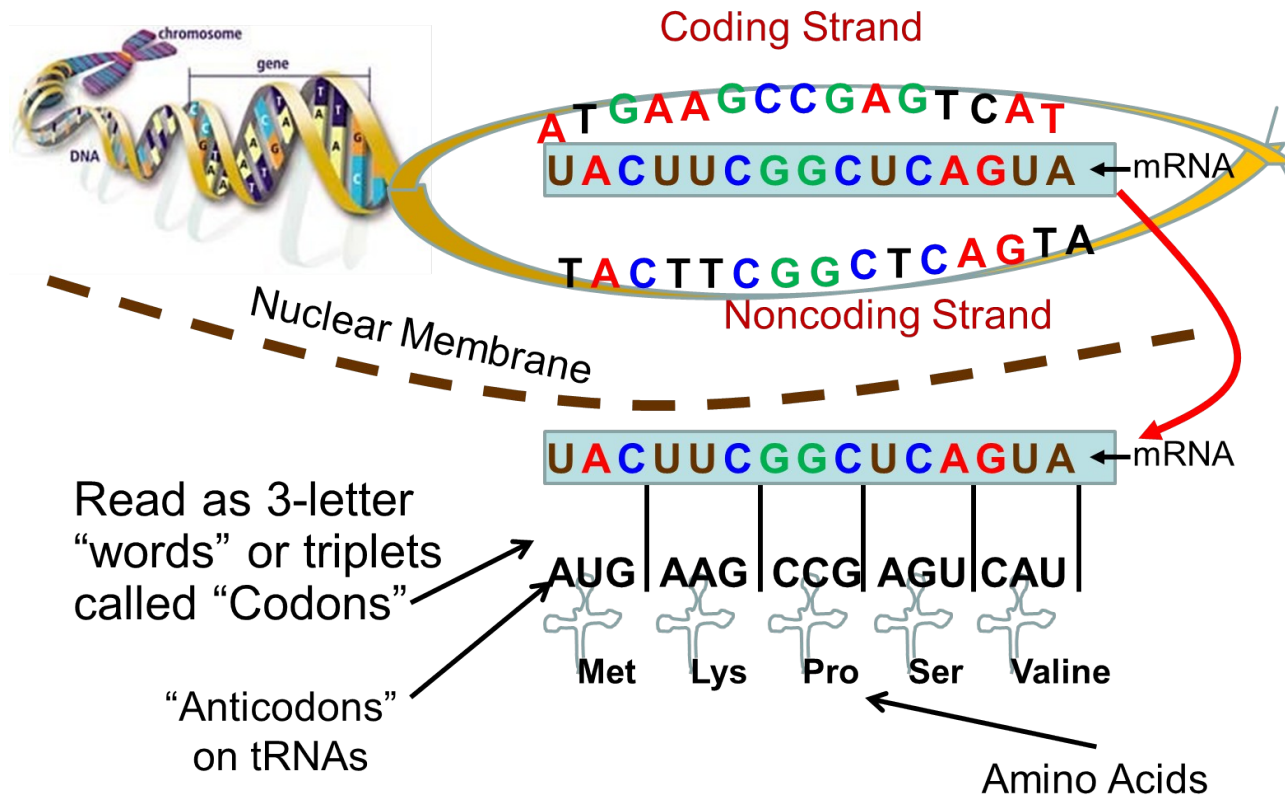 chromosome
gene
DNA
Coding Strand
ATGAAGCCGAGTCAT
UACUUCGGCUCAGUA
mRNA
TACTTCGGCTCAGTA
Noncoding Strand
Nuclear Membrane
UACUUCGGCUCAGUA
mRNA
Read as 3-letter
“words” or triplets
called “Codons”
AUG AAG CCG AGU CAU
Met Lys Pro Ser Valine
“Anticodons”
on tRNAs
Amino Acids